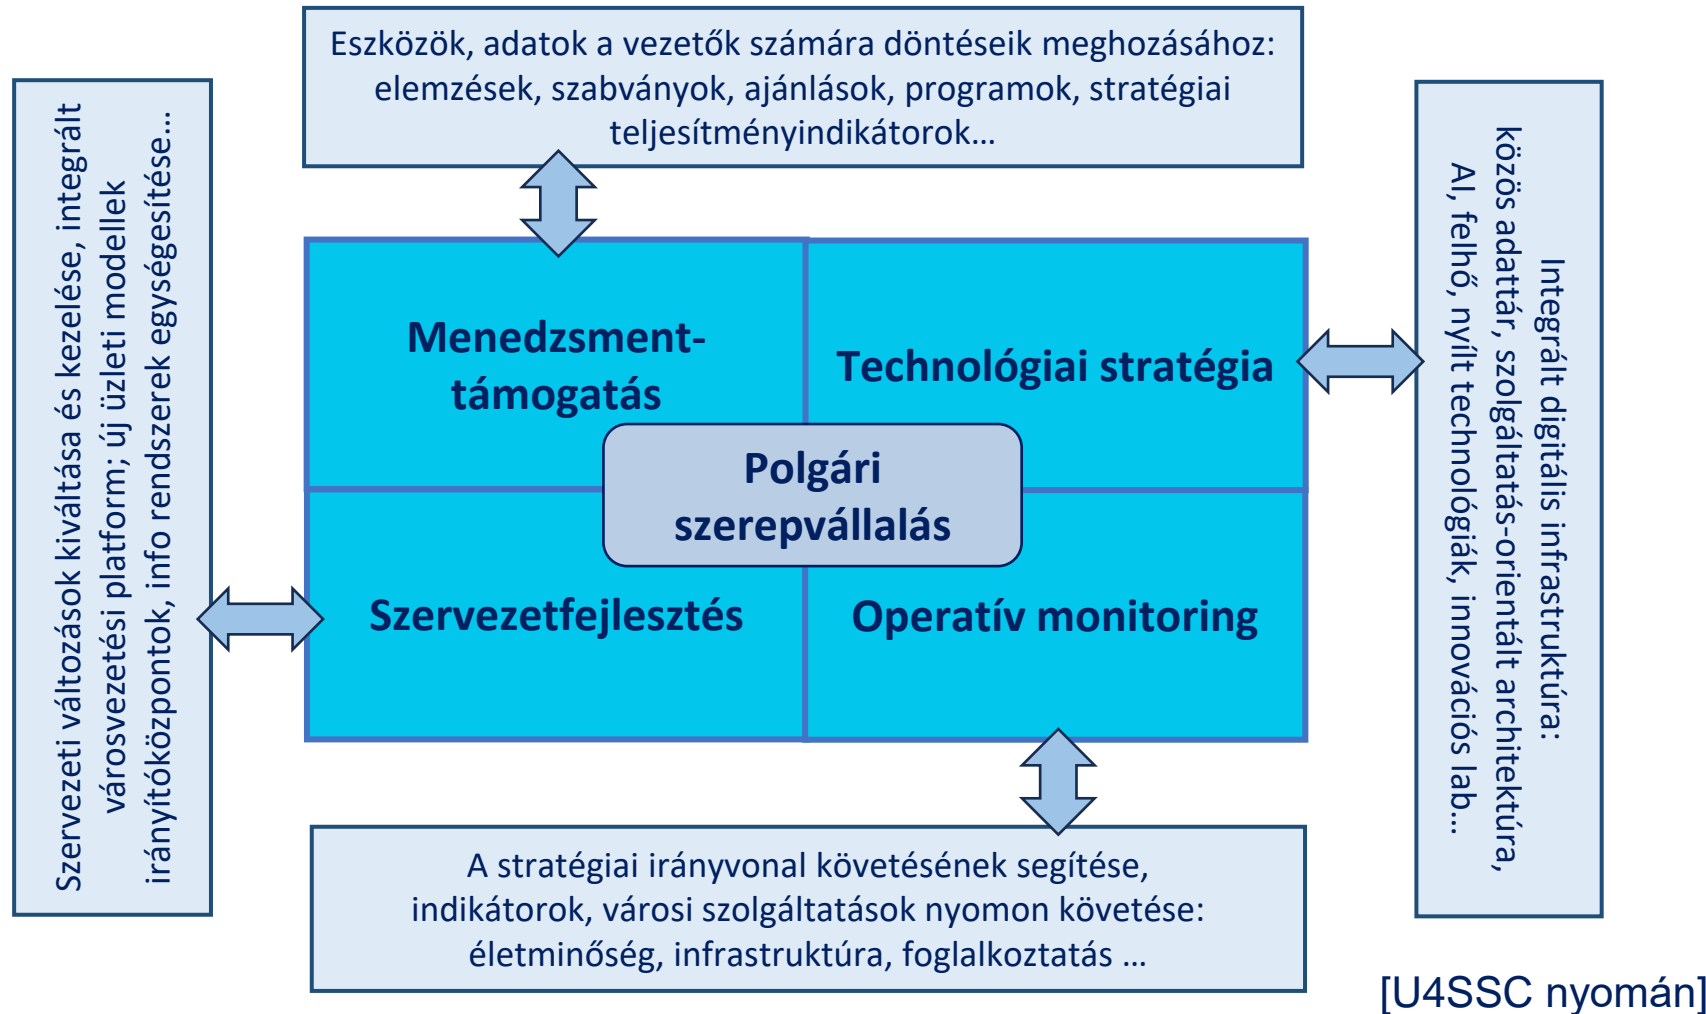 Eszközök, adatok a vezetők számára döntéseik meghozásához:
elemzések, szabványok, ajánlások, programok, stratégiai
teljesítményindikátorok…
Szervezeti változások kiváltása és kezelése, integrált
városvezetési platform; új üzleti modellek
irányítóközpontok, info rendszerek egységesítése…
Menedzsment-
támogatás
Technológiai stratégia
Polgári
szerepvállalás
Szervezetfejlesztés
Operatív monitoring
Integrált digitális infrastruktúra:
közös adattár, szolgáltatás-orientált architektúra,
AI, felhő, nyílt technológiák, innovációs lab…
A stratégiai irányvonal követésének segítése,
indikátorok, városi szolgáltatások nyomon követése:
életminőség, infrastruktúra, foglalkoztatás …
[U4SSC nyomán]